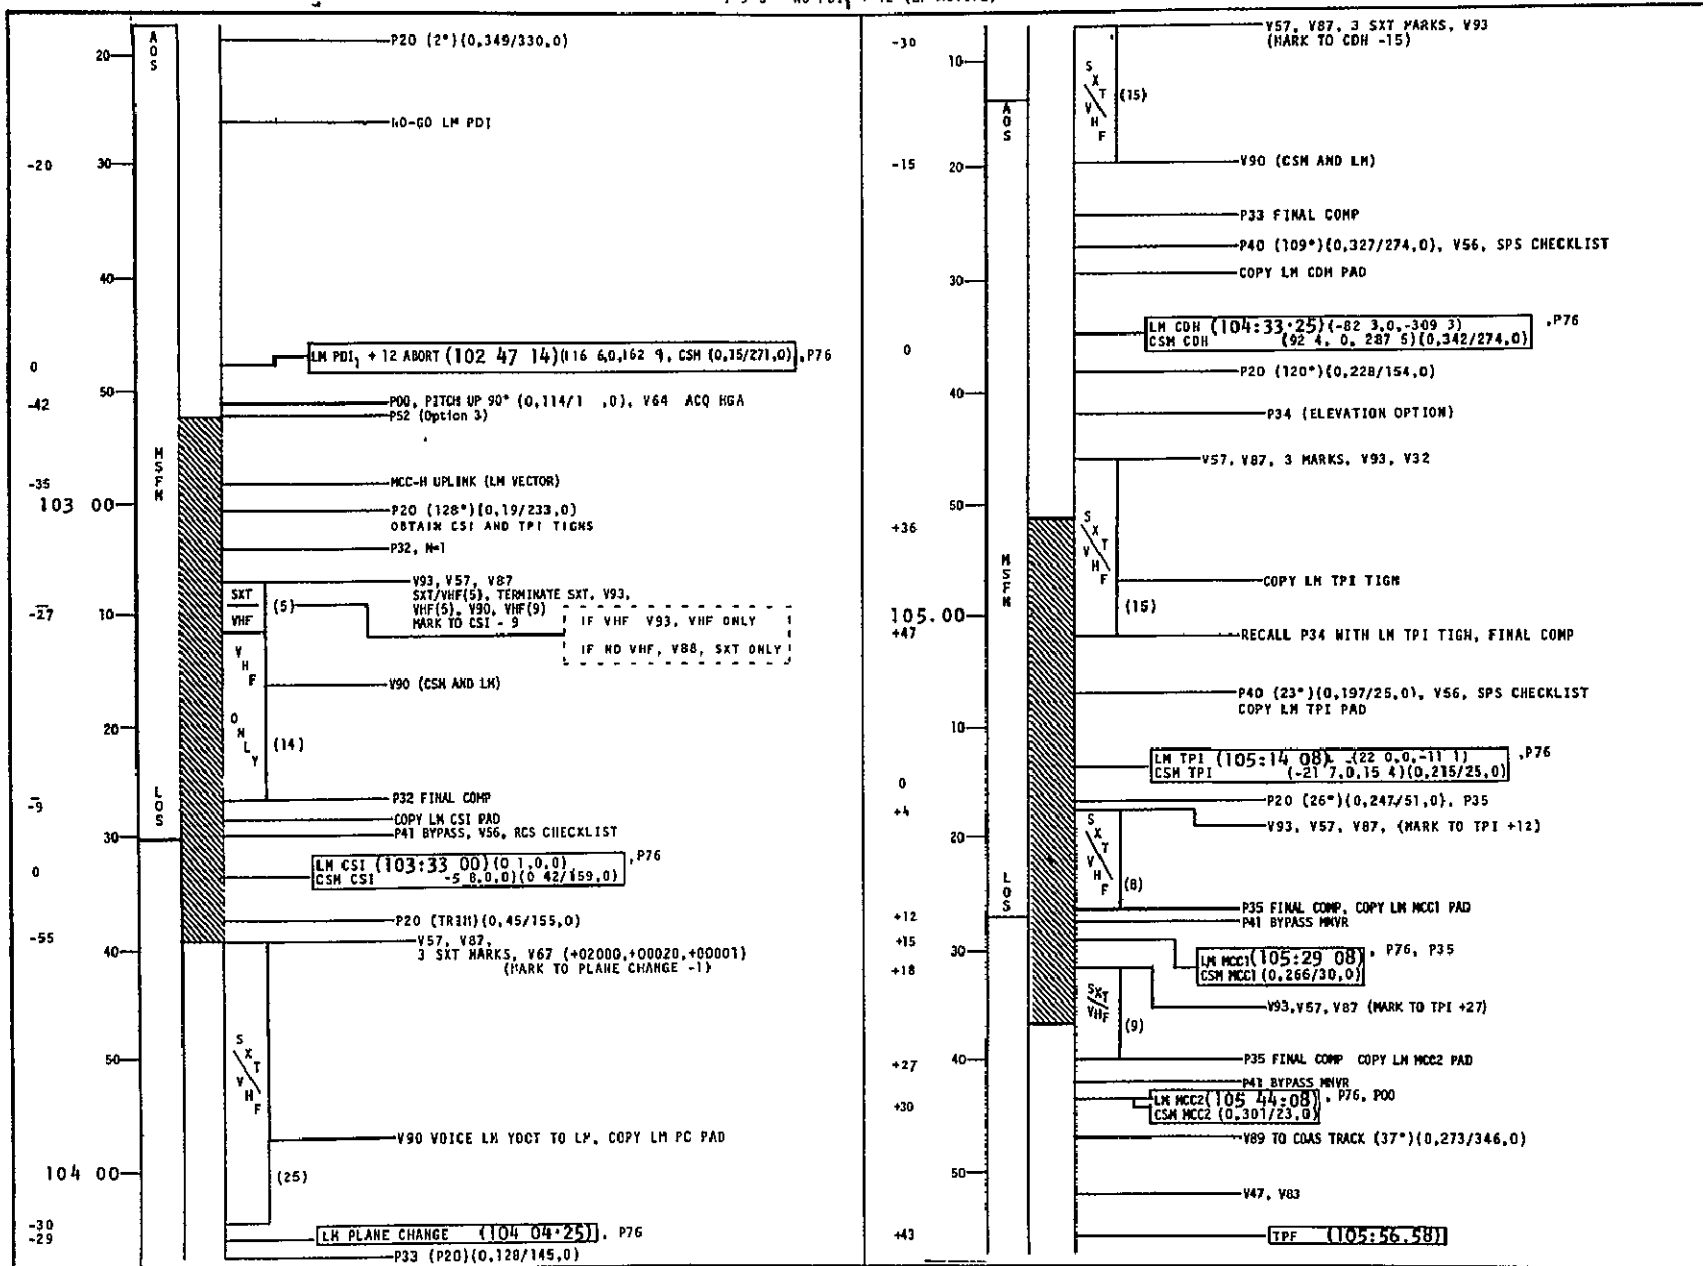 20
A
O
S
P20 (2°)(0,349/330,0)
NO-GO LM PDI
-20
30
40
LM PDI1 + 12 ABORT (102 47 14)(116 6,0,162 9, CSM (0,15/271,0), P76
0
50
-42
P00, PITCH UP 90° (0,114/1 ,0), V64 ACQ HGA
P52 (Option 3)
M
S
F
N
-35
MCC-H UPLINK (LM VECTOR)
103 00
P20 (128°)(0,19/233,0)
OBTAIN CSI AND TPI TIGNS
P32, N=1
V93, V57, V87
SXT/VHF(5), TERMINATE SXT, V93,
VHF(5), V90, VHF(9)
MARK TO CSI - 9
SXT
VHF
(5)
-27
10
IF VHF V93, VHF ONLY
IF NO VHF, V88, SXT ONLY
V
H
F
O
N
L
Y
V90 (CSM AND LM)
20
(14)
L
O
S
-9
P32 FINAL COMP
COPY LM CSI PAD
P41 BYPASS, V56, RCS CHECKLIST
30
LM CSI (103:33 00)(0 1,0,0)
CSM CSI -5 8,0,0)(0 42/159,0)
, P76
0
P20 (TRIM)(0,45/155,0)
-55
V57, V87,
3 SXT MARKS, V67 (+02000,+00020,+00001)
(MARK TO PLANE CHANGE -1)
40
50
S
X
T
V
H
F
V90 VOICE LM YDOT TO LM, COPY LM PC PAD
104 00
(25)
-30
-29
LM PLANE CHANGE (104 04·25), P76
P33 (P20)(0,128/145,0)
-30
V57, V87, 3 SXT MARKS, V93
(MARK TO CDH -15)
10
S
X
T
V
H
F
(15)
A
O
S
-15
20
V90 (CSM AND LM)
P33 FINAL COMP
P40 (109°)(0,327/274,0), V56, SPS CHECKLIST
COPY LM CDH PAD
30
LM CDH (104:33·25)(-82 3,0,-309 3)
CSM CDH (92 4, 0, 287 5)(0,342/274,0)
,P76
0
P20 (120°)(0,228/154,0)
40
P34 (ELEVATION OPTION)
V57, V87, 3 MARKS, V93, V32
50
+36
S
X
T
V
H
F
M
S
F
N
COPY LM TPI TIGN
(15)
105.00
+47
RECALL P34 WITH LM TPI TIGN, FINAL COMP
P40 (23°)(0,197/25,0), V56, SPS CHECKLIST
COPY LM TPI PAD
10
LM TPI (105:14 08) (22 0,0,-11 1)
CSM TPI (-21 7,0,15 4)(0,215/25,0)
,P76
0
P20 (26°)(0,247/51,0), P35
+4
V93, V57, V87, (MARK TO TPI +12)
20
S
X
T
V
H
F
(8)
L
O
S
P35 FINAL COMP, COPY LM MCC1 PAD
+12
P41 BYPASS MNVR
+15
30
LM MCC1 (105:29 08)
CSM MCC1 (0,266/30,0)
, P76, P35
+18
SXT
VHF
(9)
V93,V57, V87 (MARK TO TPI +27)
+27
40
P35 FINAL COMP COPY LM MCC2 PAD
P41 BYPASS MNVR
+30
LM MCC2 (105 44:08)
CSM MCC2 (0,301/23,0)
, P76, P00
V89 TO COAS TRACK (37°)(0,273/346,0)
50
V47, V83
+43
TPF (105:56.58)